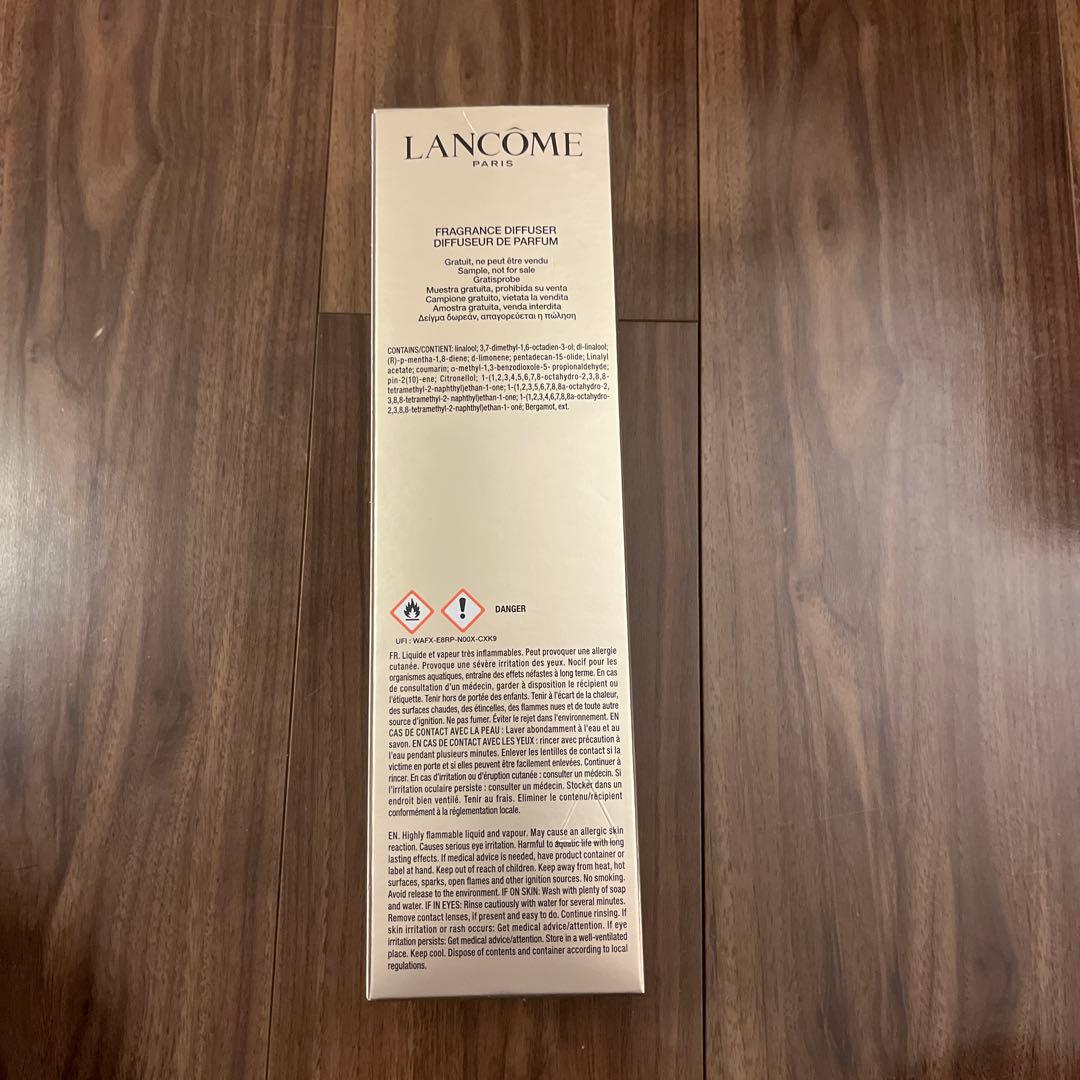 LANCÔME
PARIS
FRAGRANCE DIFFUSER
DIFFUSEUR DE PARFUM
Gratuit, ne peut être vendu
Sample, not for sale
Gratisprobe
Muestra gratuita, prohibida su venta
Campione gratuito, vietata la vendita
Amostra gratuita, venda interdita
Δείγμα δωρεάν, απαγορεύεται η πώληση
CONTAINS/CONTIENT: linalool; 3,7-dimethyl-1,6-octadien-3-ol; dl-linalool;
(R)-p-mentha-1,8-diene; d-limonene; pentadecan-15-olide; Linalyl
acetate; coumarin; α-methyl-1,3-benzodioxole-5- propionaldehyde;
pin-2(10)-ene; Citronellol; 1-(1,2,3,4,5,6,7,8-octahydro-2,3,8,8-
tetramethyl-2-naphthyl)ethan-1-one; 1-(1,2,3,5,6,7,8,8a-octahydro-2,
3,8,8-tetramethyl-2- naphthyl)ethan-1-one; 1-(1,2,3,4,6,7,8,8a-octahydro-
2,3,8,8-tetramethyl-2-naphthyl)ethan-1- one; Bergamot, ext.
DANGER
UFI : WAFX-E8RP-N00X-CXK9
FR. Liquide et vapeur très inflammables. Peut provoquer une allergie
cutanée. Provoque une sévère irritation des yeux. Nocif pour les
organismes aquatiques, entraîne des effets néfastes à long terme. En cas
de consultation d'un médecin, garder à disposition le récipient ou
l'étiquette. Tenir hors de portée des enfants. Tenir à l'écart de la chaleur,
des surfaces chaudes, des étincelles, des flammes nues et de toute autre
source d'ignition. Ne pas fumer. Éviter le rejet dans l'environnement. EN
CAS DE CONTACT AVEC LA PEAU : Laver abondamment à l'eau et au
savon. EN CAS DE CONTACT AVEC LES YEUX : rincer avec précaution à
l'eau pendant plusieurs minutes. Enlever les lentilles de contact si la
victime en porte et si elles peuvent être facilement enlevées. Continuer à
rincer. En cas d'irritation ou d'éruption cutanée : consulter un médecin. Si
l'irritation oculaire persiste : consulter un médecin. Stocker dans un
endroit bien ventilé. Tenir au frais. Eliminer le contenu/récipient
conformément à la réglementation locale.
EN. Highly flammable liquid and vapour. May cause an allergic skin
reaction. Causes serious eye irritation. Harmful to aquatic life with long
lasting effects. If medical advice is needed, have product container or
label at hand. Keep out of reach of children. Keep away from heat, hot
surfaces, sparks, open flames and other ignition sources. No smoking.
Avoid release to the environment. IF ON SKIN: Wash with plenty of soap
and water. IF IN EYES: Rinse cautiously with water for several minutes.
Remove contact lenses, if present and easy to do. Continue rinsing. If
skin irritation or rash occurs: Get medical advice/attention. If eye
irritation persists: Get medical advice/attention. Store in a well-ventilated
place. Keep cool. Dispose of contents and container according to local
regulations.